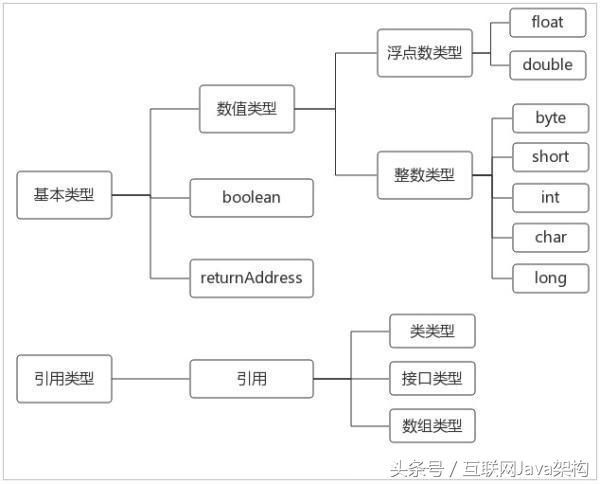 float
浮点数类型
double
数值类型
byte
short
整数类型
基本类型
boolean
int
char
returnAddress
long
类类型
引用类型
引用
接口类型
数组类型
头条号 / 互联网Java架构